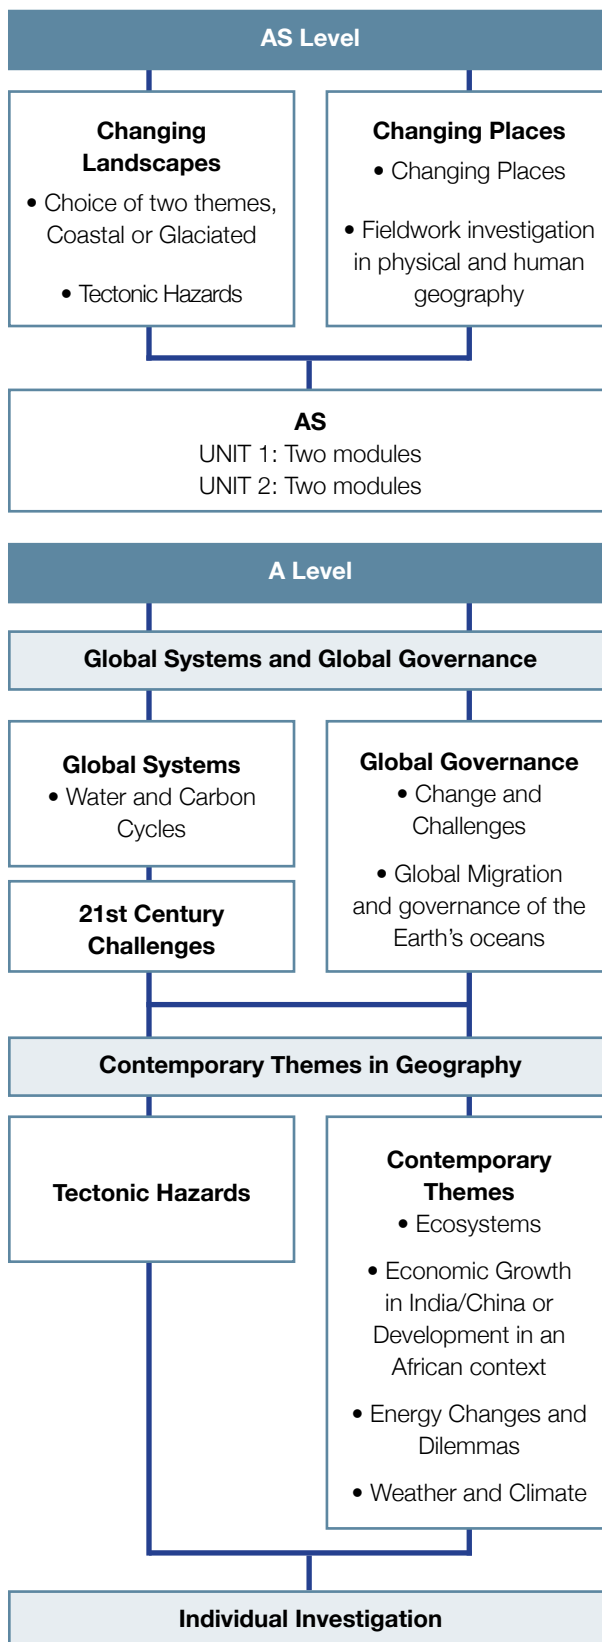 AS Level
Changing
Landscapes
• Choice of two themes,
Coastal or Glaciated
• Tectonic Hazards
Changing Places
• Changing Places
• Fieldwork investigation
in physical and human
geography
AS
UNIT 1: Two modules
UNIT 2: Two modules
A Level
Global Systems and Global Governance
Global Systems
• Water and Carbon
Cycles
21st Century
Challenges
Global Governance
• Change and
Challenges
• Global Migration
and governance of the
Earth’s oceans
Contemporary Themes in Geography
Tectonic Hazards
Contemporary
Themes
• Ecosystems
• Economic Growth
in India/China or
Development in an
African context
• Energy Changes and
Dilemmas
• Weather and Climate
Individual Investigation